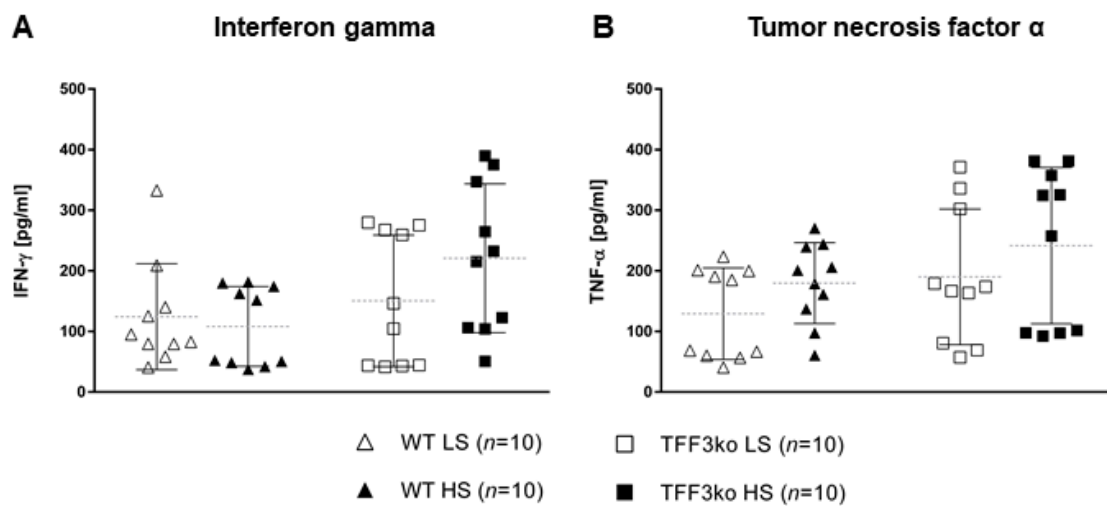 A Interferon gamma
500
400
300
200
100
0
IFN-γ [pg/ml]
B Tumor necrosis factor α
500
400
300
200
100
0
TNF-α [pg/ml]
WT LS (n=10)
WT HS (n=10)
TFF3ko LS (n=10)
TFF3ko HS (n=10)